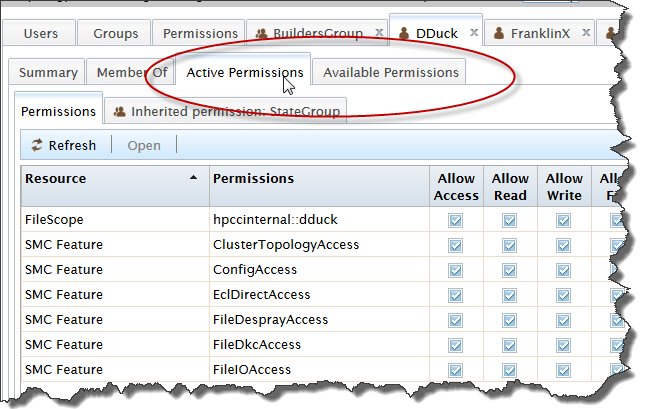 Users Groups Permissions BuildersGroup DDuck FranklinX
Summary Member Of Active Permissions Available Permissions
Permissions Inherited permission: StateGroup
Refresh Open
Resource Permissions Allow Access Allow Read Allow Write
FileScope hpccinternal::dduck
SMC Feature ClusterTopologyAccess
SMC Feature ConfigAccess
SMC Feature EclDirectAccess
SMC Feature FileDesprayAccess
SMC Feature FileDkcAccess
SMC Feature FileIOAccess